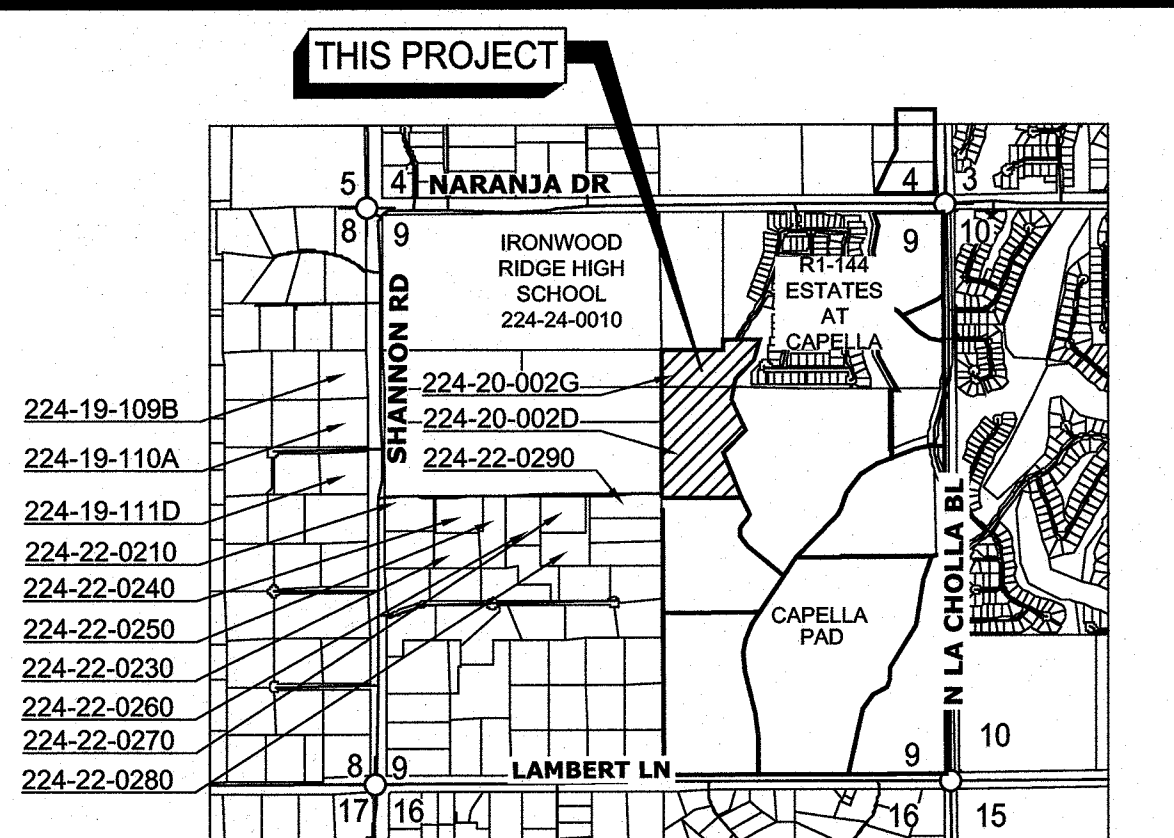 THIS PROJECT
5 4 NARANJA DR 4 3
8 9 9 10
IRONWOOD
RIDGE HIGH
SCHOOL
224-24-0010
R1-144
ESTATES
AT
CAPELLA
SHANNON RD
224-20-002G
224-20-002D
224-22-0290
224-19-109B
224-19-110A
224-19-111D
224-22-0210
224-22-0240
224-22-0250
224-22-0230
224-22-0260
224-22-0270
224-22-0280
CAPELLA
PAD
N LA CHOLLA BL
8 9 LAMBERT LN 9 10
17 16 16 15